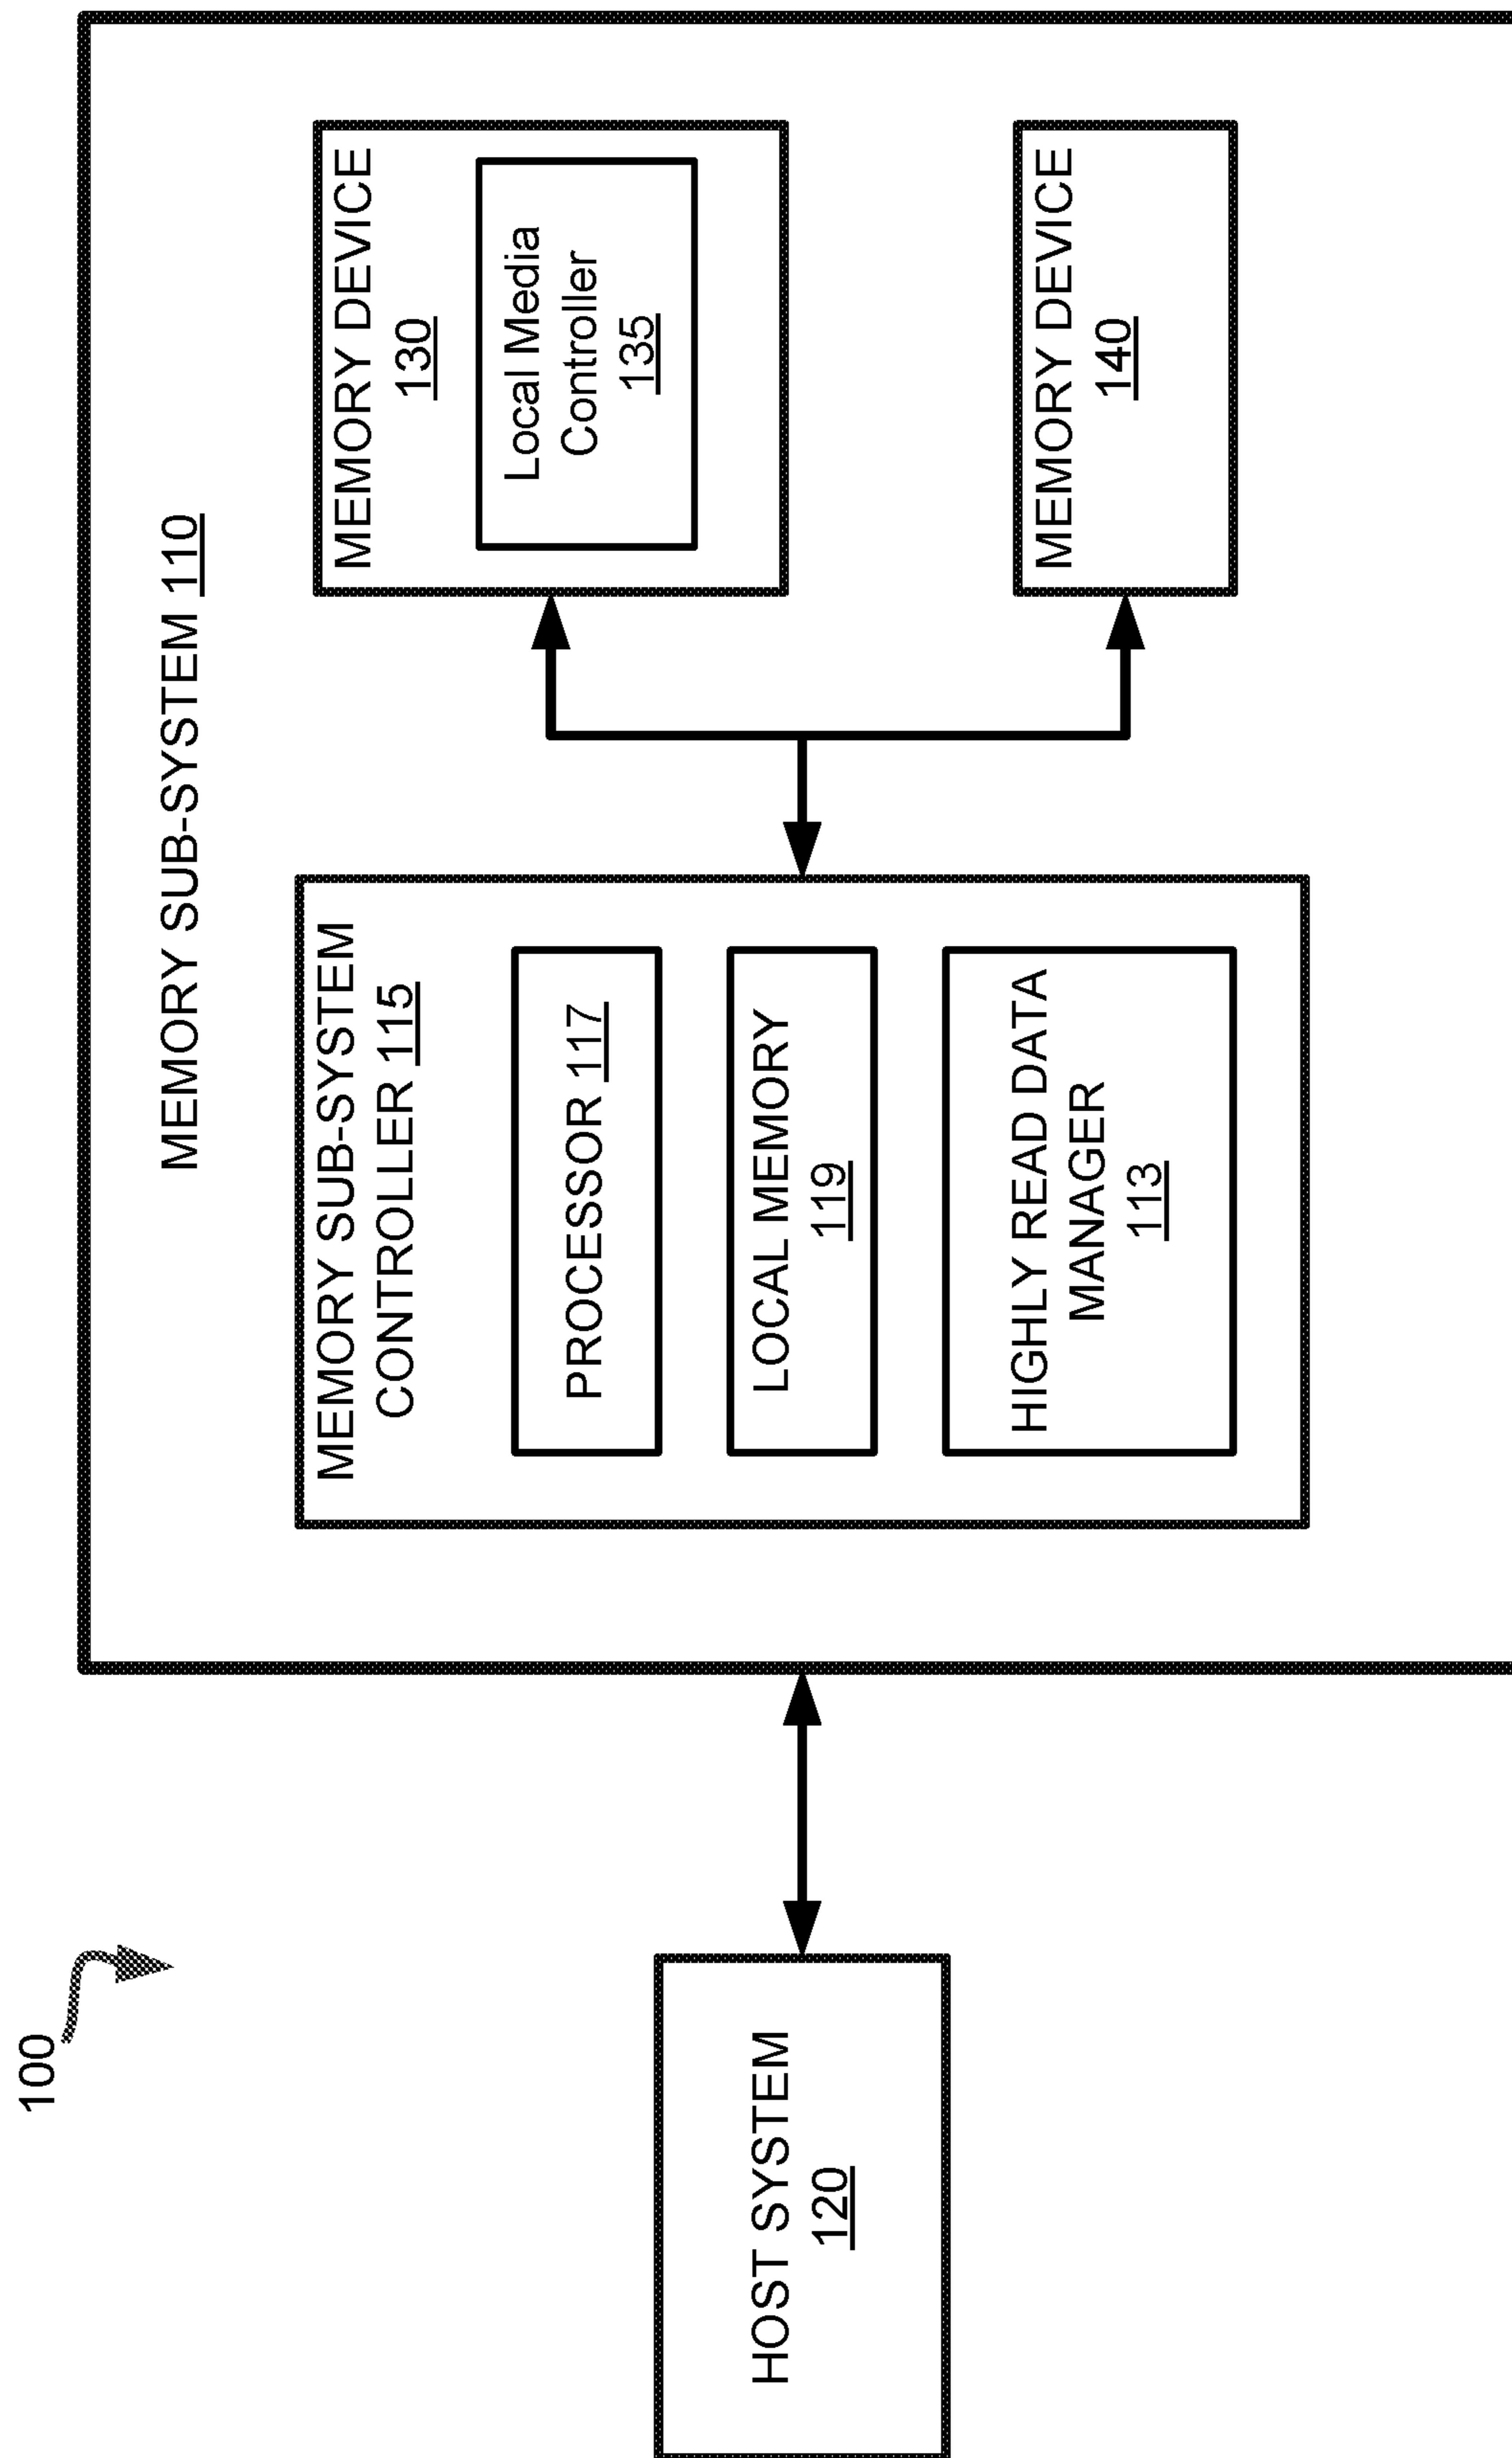 100
MEMORY SUB-SYSTEM 110
HOST SYSTEM
120
MEMORY SUB-SYSTEM
CONTROLLER 115
PROCESSOR 117
LOCAL MEMORY
119
HIGHLY READ DATA
MANAGER
113
MEMORY DEVICE
130
Local Media
Controller
135
MEMORY DEVICE
140